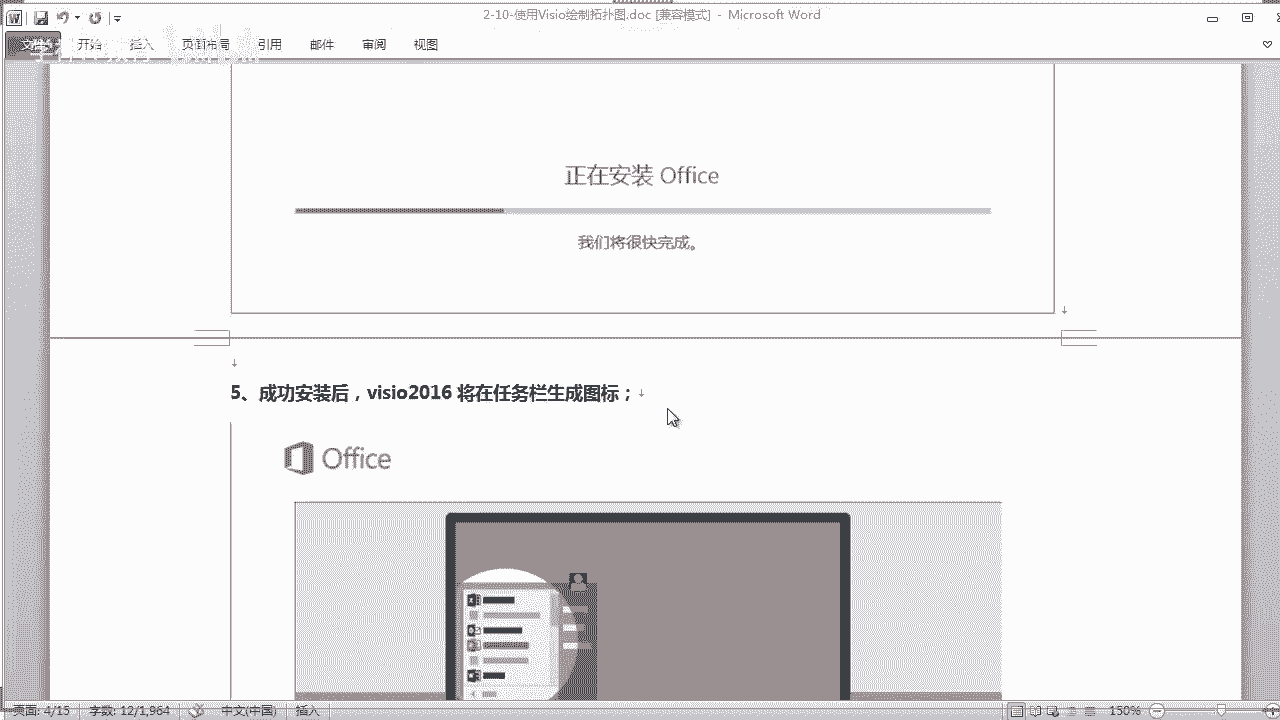 2-10-使用Visio绘制拓扑图.doc [兼容模式] - Microsoft Word
文件 开始 插入 页面布局 引用 邮件 审阅 视图
正在安装 Office
我们将很快完成。
5、成功安装后，visio2016 将在任务栏生成图标；
Office
页面: 4/15 字数: 12/1,964 中文(中国) 插入 150%